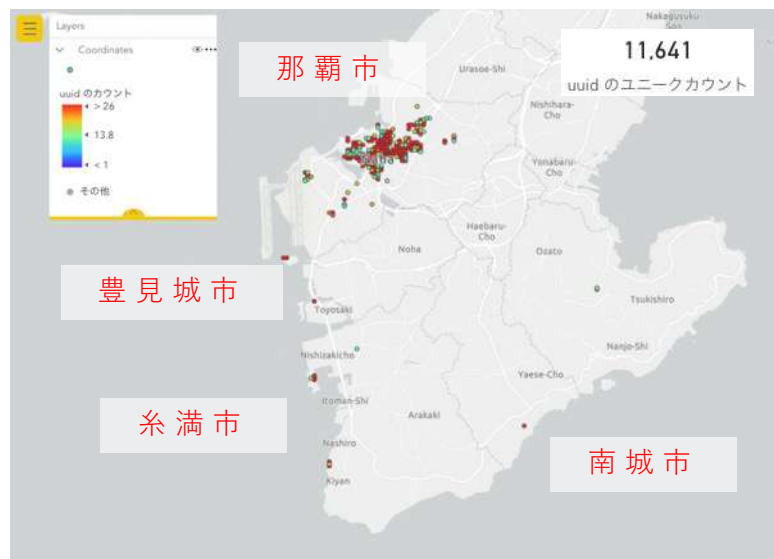 Layers
Coordinates
uuid のカウント
> 26
13.8
< 1
その他
那覇市
11,641
uuid のユニークカウント
Nakagusuku-
Son
Urasoe-Shi
Nishihara-
Cho
Naha
Yonabaru-
Cho
Haebaru-
Cho
Noha
Ozato
豊見城市
Tsukishiro
Toyosaki
Nishizakicho
Nanjo-Shi
Yaese-Cho
Itoman-Shi
Arakaki
糸満市
Nashiro
南城市
Kiyan